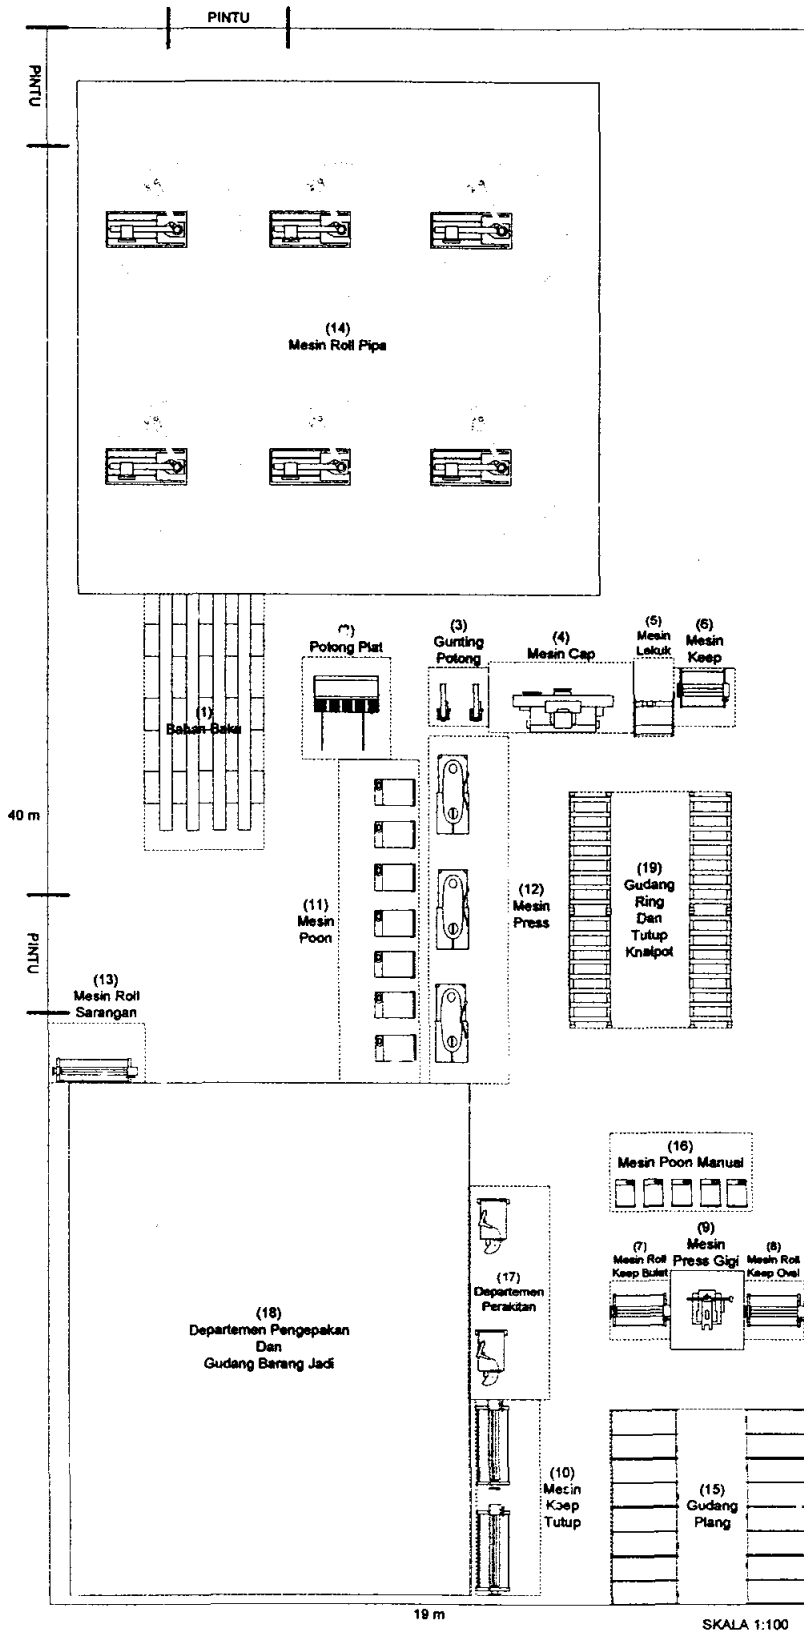 PINTU
PINTU
(14)
Mesin Roll Pipa
(2)
Potong Plat
(3)
Gunting
Potong
(4)
Mesin Cap
(5)
Mesin
Lekuk
(6)
Mesin
Keep
(1)
Bahan Baku
40 m
(11)
Mesin
Poon
(12)
Mesin
Press
(19)
Gudang
Ring
Dan
Tutup
Knalpot
PINTU
(13)
Mesin Roll
Sarangan
(16)
Mesin Poon Manual
(7)
Mesin Roll
Keep Bulat
(9)
Mesin
Press Gigi
(8)
Mesin Roll
Keep Oval
(17)
Departemen
Perakitan
(18)
Departemen Pengepakan
Dan
Gudang Barang Jadi
(10)
Mesin
Keep
Tutup
(15)
Gudang
Plang
19 m
SKALA 1:100